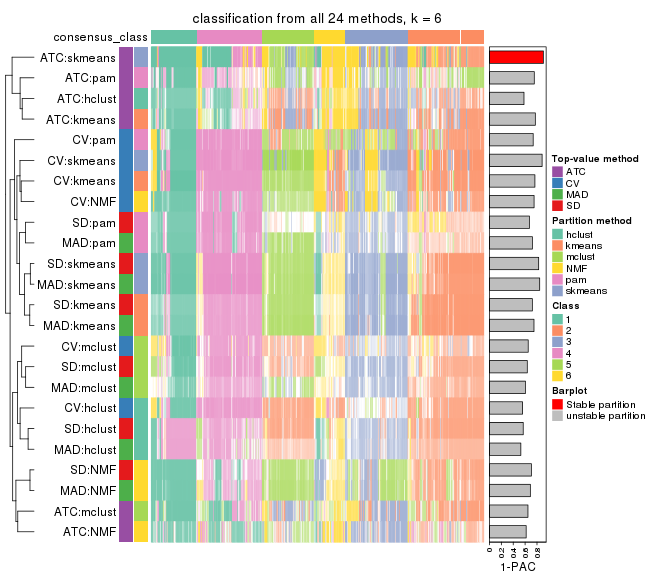 classification from all 24 methods, k = 6
consensus_class
ATC:skmeans
ATC:pam
ATC:hclust
ATC:kmeans
CV:pam
CV:skmeans
CV:kmeans
CV:NMF
SD:pam
MAD:pam
SD:skmeans
MAD:skmeans
SD:kmeans
MAD:kmeans
CV:mclust
SD:mclust
MAD:mclust
CV:hclust
SD:hclust
MAD:hclust
SD:NMF
MAD:NMF
ATC:mclust
ATC:NMF
0
0.2
0.4
0.6
0.8
1-PAC
Top-value method
ATC
CV
MAD
SD
Partition method
hclust
kmeans
mclust
NMF
pam
skmeans
Class
1
2
3
4
5
6
Barplot
Stable partition
unstable partition